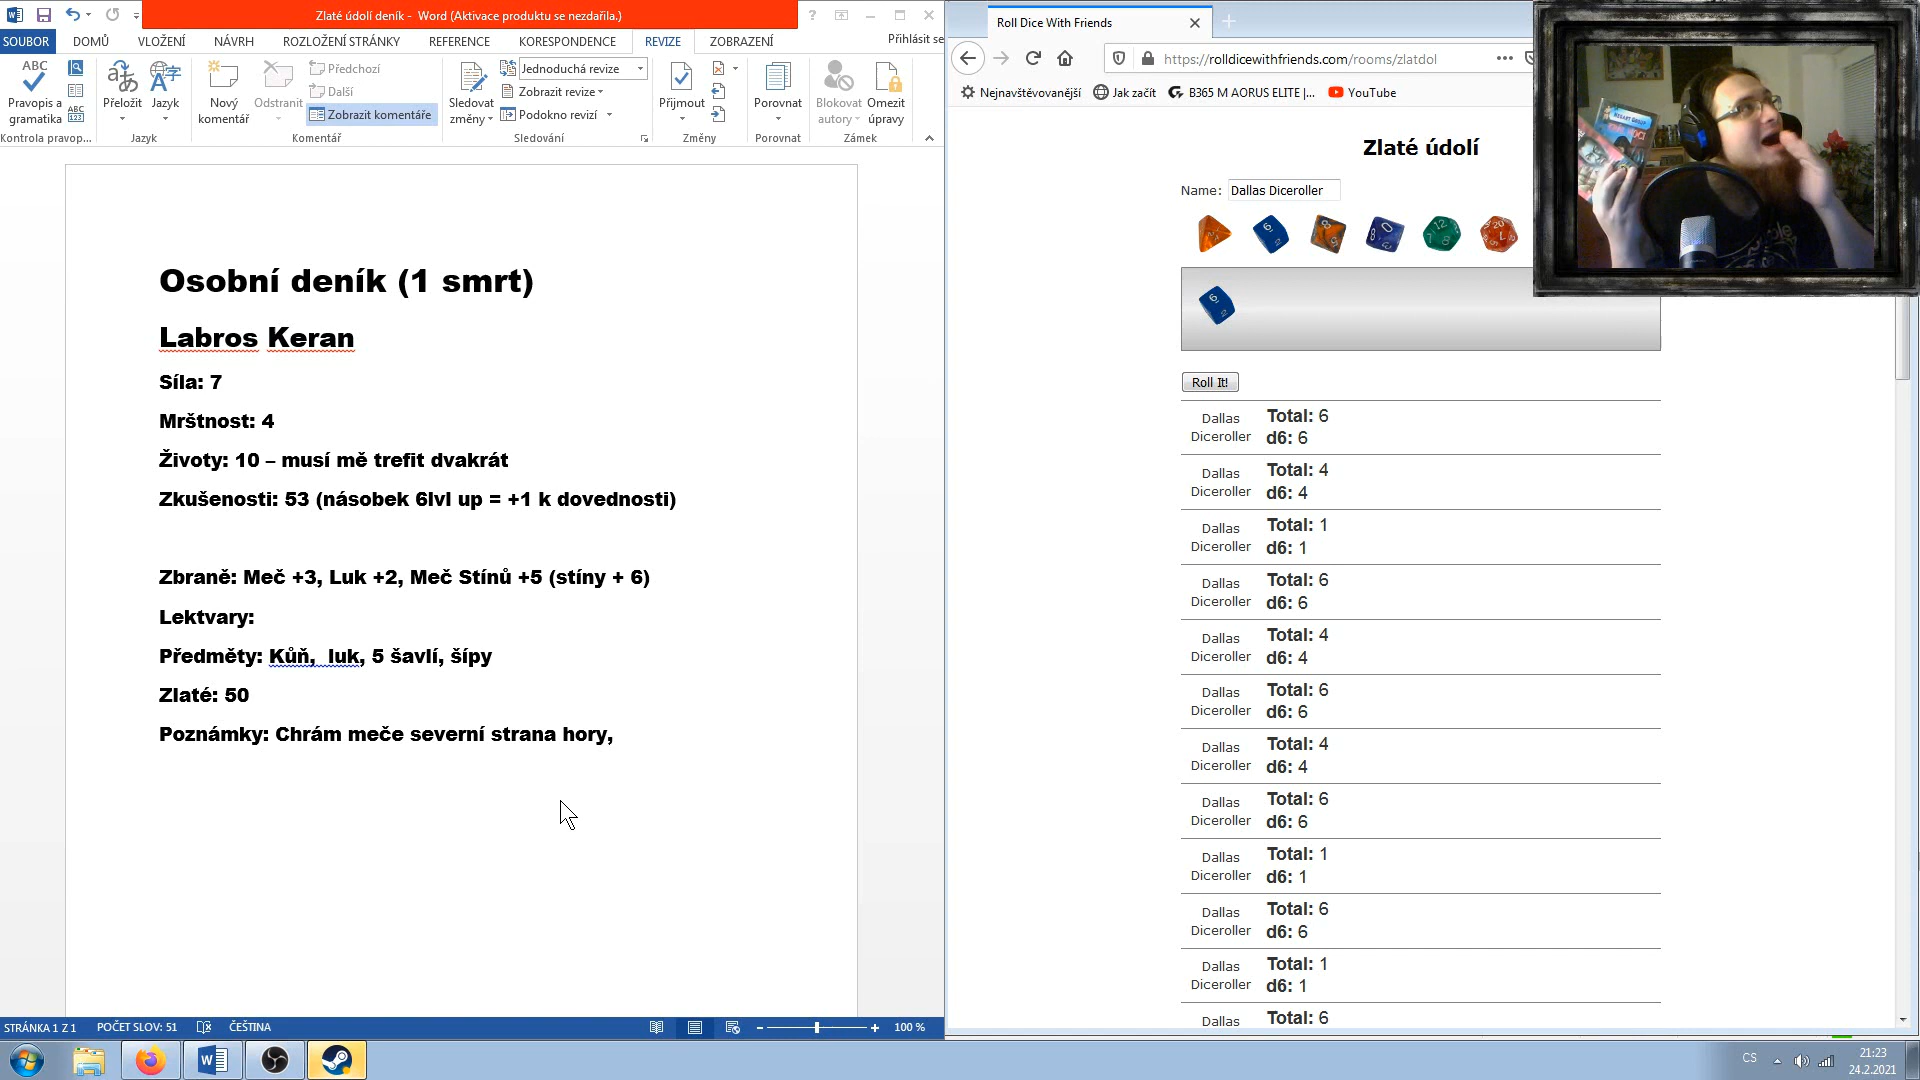 Zlaté údolí deník - Word (Aktivace produktu se nezdařila.)
SOUBOR DOMŮ VLOŽENÍ NÁVRH ROZLOŽENÍ STRÁNKY REFERENCE KORESPONDENCE REVIZE ZOBRAZENÍ Přihlásit se
Pravopis a gramatika
Přeložit
Jazyk
Nový komentář
Odstranit
Předchozí
Další
Zobrazit komentáře
Sledovat změny
Jednoduchá revize
Zobrazit revize
Podokno revizí
Přijmout
Porovnat
Blokovat autory
Omezit úpravy
Kontrola pravop... Jazyk Komentář Sledování Změny Porovnat Zámek
Osobní deník (1 smrt)
Labros Keran
Síla: 7
Mrštnost: 4
Životy: 10 – musí mě trefit dvakrát
Zkušenosti: 53 (násobek 6lvl up = +1 k dovednosti)
Zbraně: Meč +3, Luk +2, Meč Stínů +5 (stíny + 6)
Lektvary:
Předměty: Kůň,  luk, 5 šavlí, šípy
Zlaté: 50
Poznámky: Chrám meče severní strana hory,
STRÁNKA 1 Z 1 POČET SLOV: 51 ČEŠTINA 100 %
Roll Dice With Friends
https://rolldicewithfriends.com/rooms/zlatdol
Nejnavštěvovanější Jak začít B365 M AORUS ELITE |... YouTube
Zlaté údolí
Name: Dallas Diceroller
Roll It!
Dallas Diceroller Total: 6
d6: 6
Dallas Diceroller Total: 4
d6: 4
Dallas Diceroller Total: 1
d6: 1
Dallas Diceroller Total: 6
d6: 6
Dallas Diceroller Total: 4
d6: 4
Dallas Diceroller Total: 6
d6: 6
Dallas Diceroller Total: 4
d6: 4
Dallas Diceroller Total: 6
d6: 6
Dallas Diceroller Total: 1
d6: 1
Dallas Diceroller Total: 6
d6: 6
Dallas Diceroller Total: 1
d6: 1
Dallas Total: 6
CS 21:23
24.2.2021